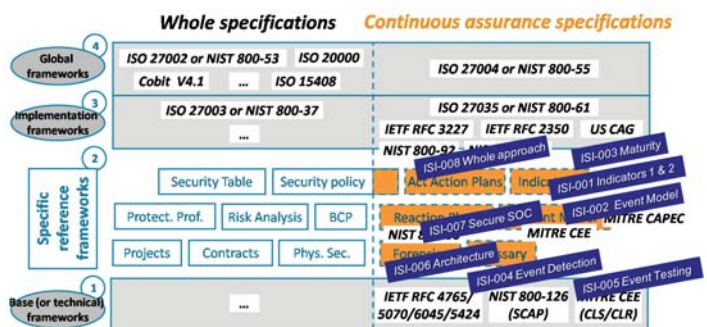 Whole specifications
Continuous assurance specifications
4
Global frameworks
ISO 27002 or NIST 800-53
ISO 20000
Cobit V4.1
...
ISO 15408
ISO 27004 or NIST 800-55
3
Implementation frameworks
ISO 27003 or NIST 800-37
...
ISO 27035 or NIST 800-61
IETF RFC 3227
IETF RFC 2350
US CAG
NIST 800-92
ISI-008 Whole approach
ISI-003 Maturity
2
Specific reference frameworks
Security Table
Security policy
Act Action Plans
ISI-001 Indicators 1 & 2
Protect. Prof.
Risk Analysis
BCP
Reaction
ISI-007 Secure SOC
ISI-002 Event Model
MITRE CAPEC
NIST
MITRE CEE
Projects
Contracts
Phys. Sec.
ISI-006 Architecture
ISI-004 Event Detection
ISI-005 Event Testing
1
Base (or technical) frameworks
...
IETF RFC 4765/
5070/6045/5424
NIST 800-126
(SCAP)
MITRE CEE
(CLS/CLR)